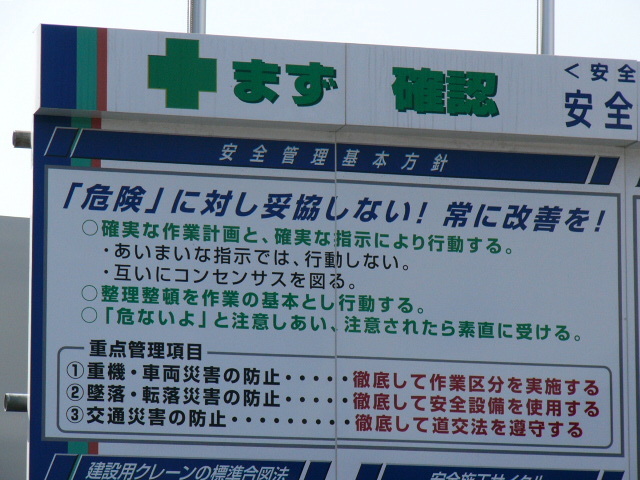 まず 確認
<安全
安全
安全管理基本方針
「危険」に対し妥協しない! 常に改善を!
○確実な作業計画と、確実な指示により行動する。
・あいまいな指示では、行動しない。
・互いにコンセンサスを図る。
○整理整頓を作業の基本とし行動する。
○「危ないよ」と注意しあい、注意されたら素直に受ける。
重点管理項目
①重機・車両災害の防止・・・・・徹底して作業区分を実施する
②墜落・転落災害の防止・・・・・徹底して安全設備を使用する
③交通災害の防止・・・・・・・・徹底して道交法を遵守する
建設用クレーンの標準合図法
安全施工サイクル